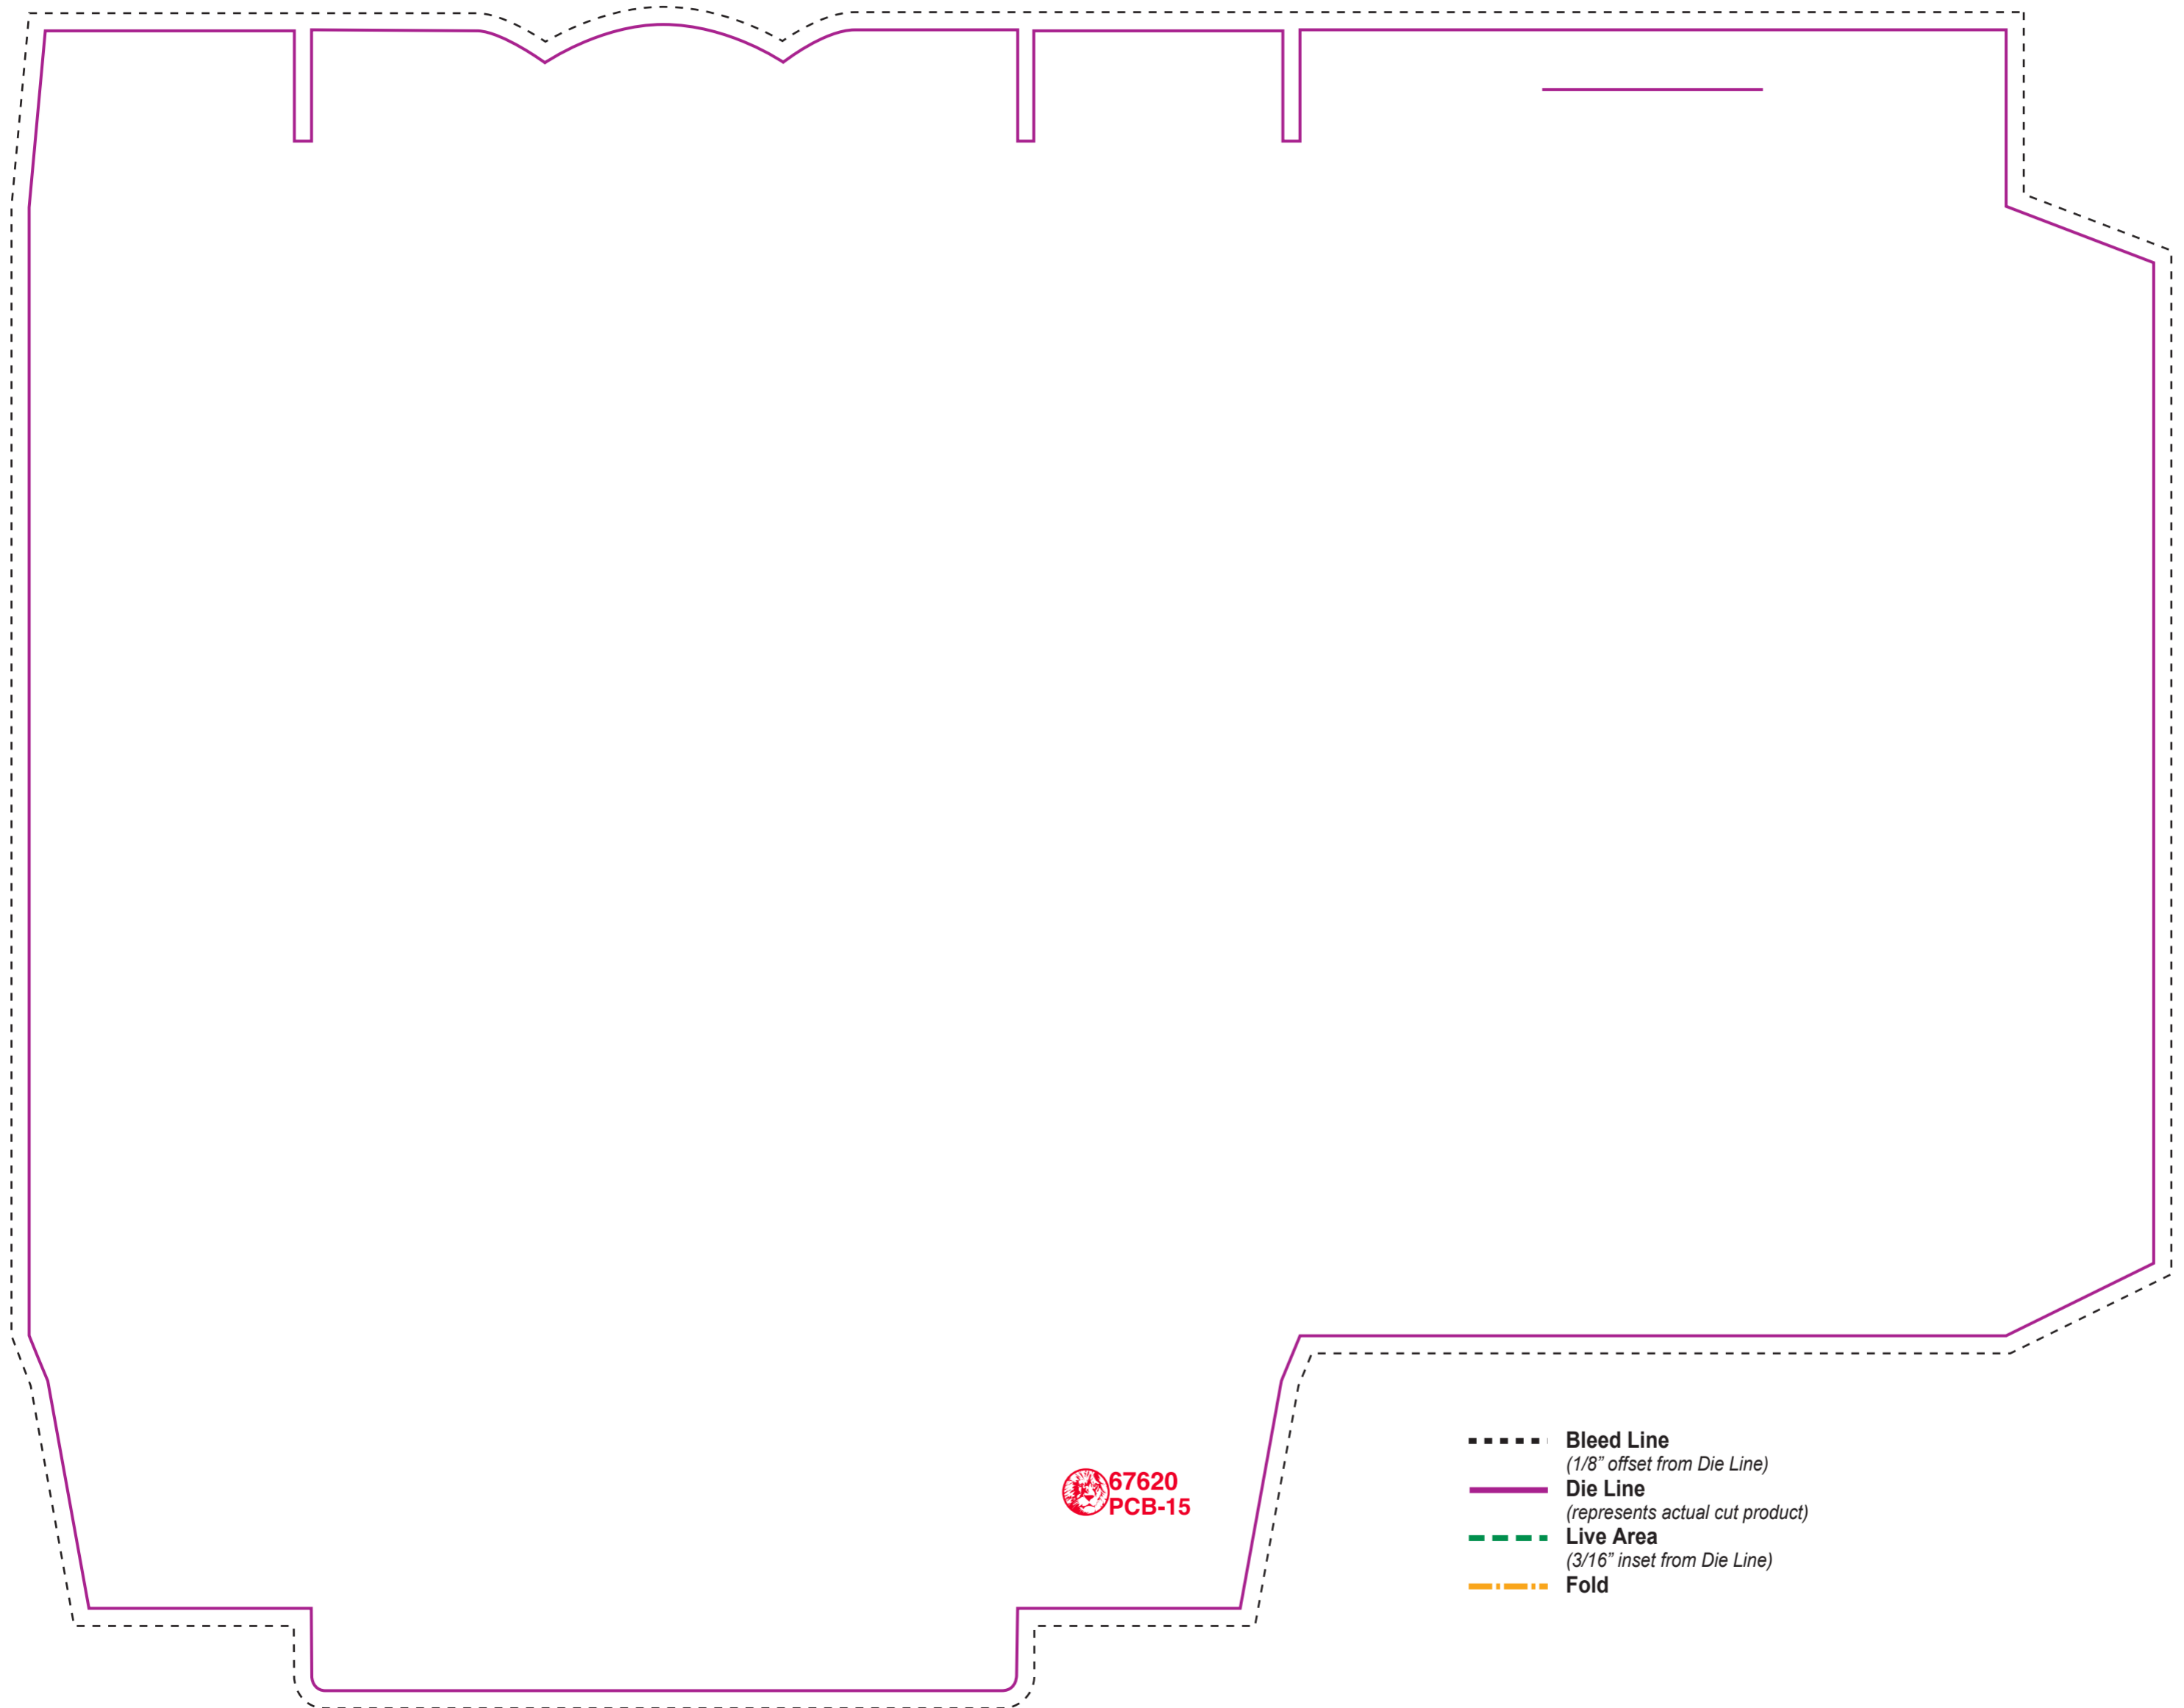 67620
PCB-15
Bleed Line
(1/8” offset from Die Line)
Die Line
(represents actual cut product)
Live Area
(3/16” inset from Die Line)
Fold